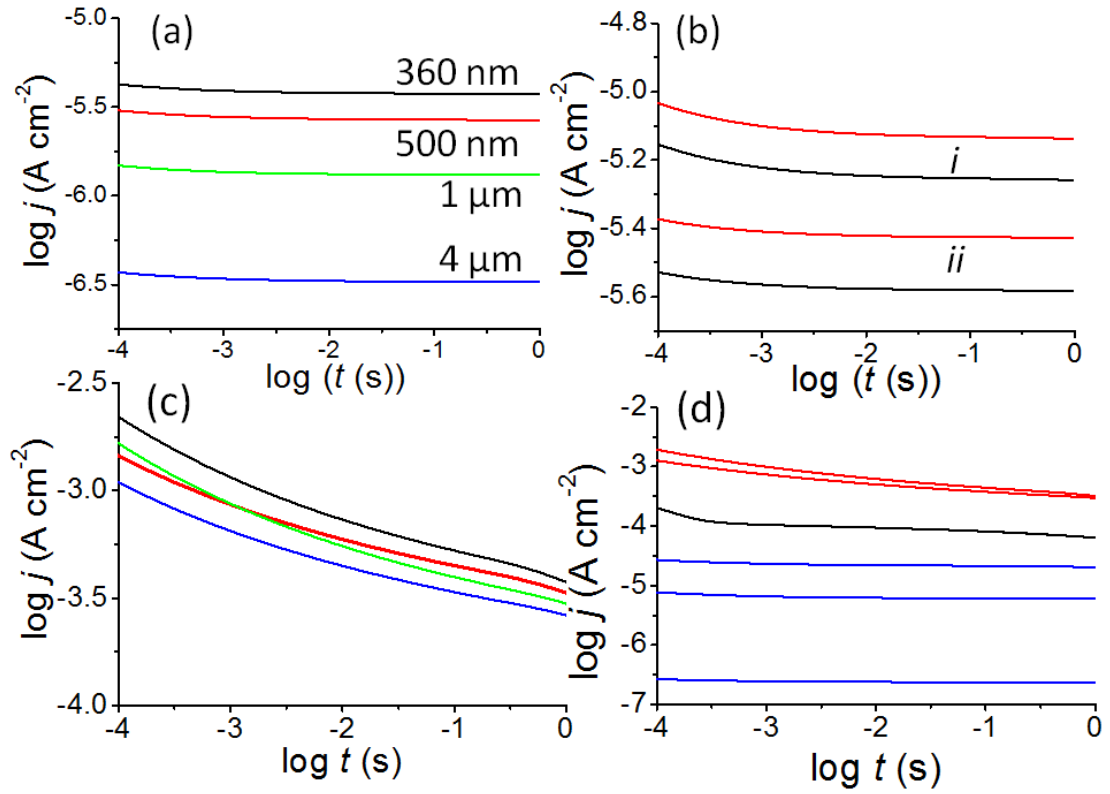 (a)
log j (A cm-2)
-5.0
-5.5
-6.0
-6.5
360 nm
500 nm
1 µm
4 µm
-4 -3 -2 -1 0
log (t (s))
(b)
log j (A cm-2)
-4.8
-5.0
-5.2
-5.4
-5.6
i
ii
-4 -3 -2 -1 0
log (t (s))
(c)
log j (A cm-2)
-2.5
-3.0
-3.5
-4.0
-4 -3 -2 -1 0
log t (s)
(d)
log j (A cm-2)
-2
-3
-4
-5
-6
-7
-4 -3 -2 -1 0
log t (s)